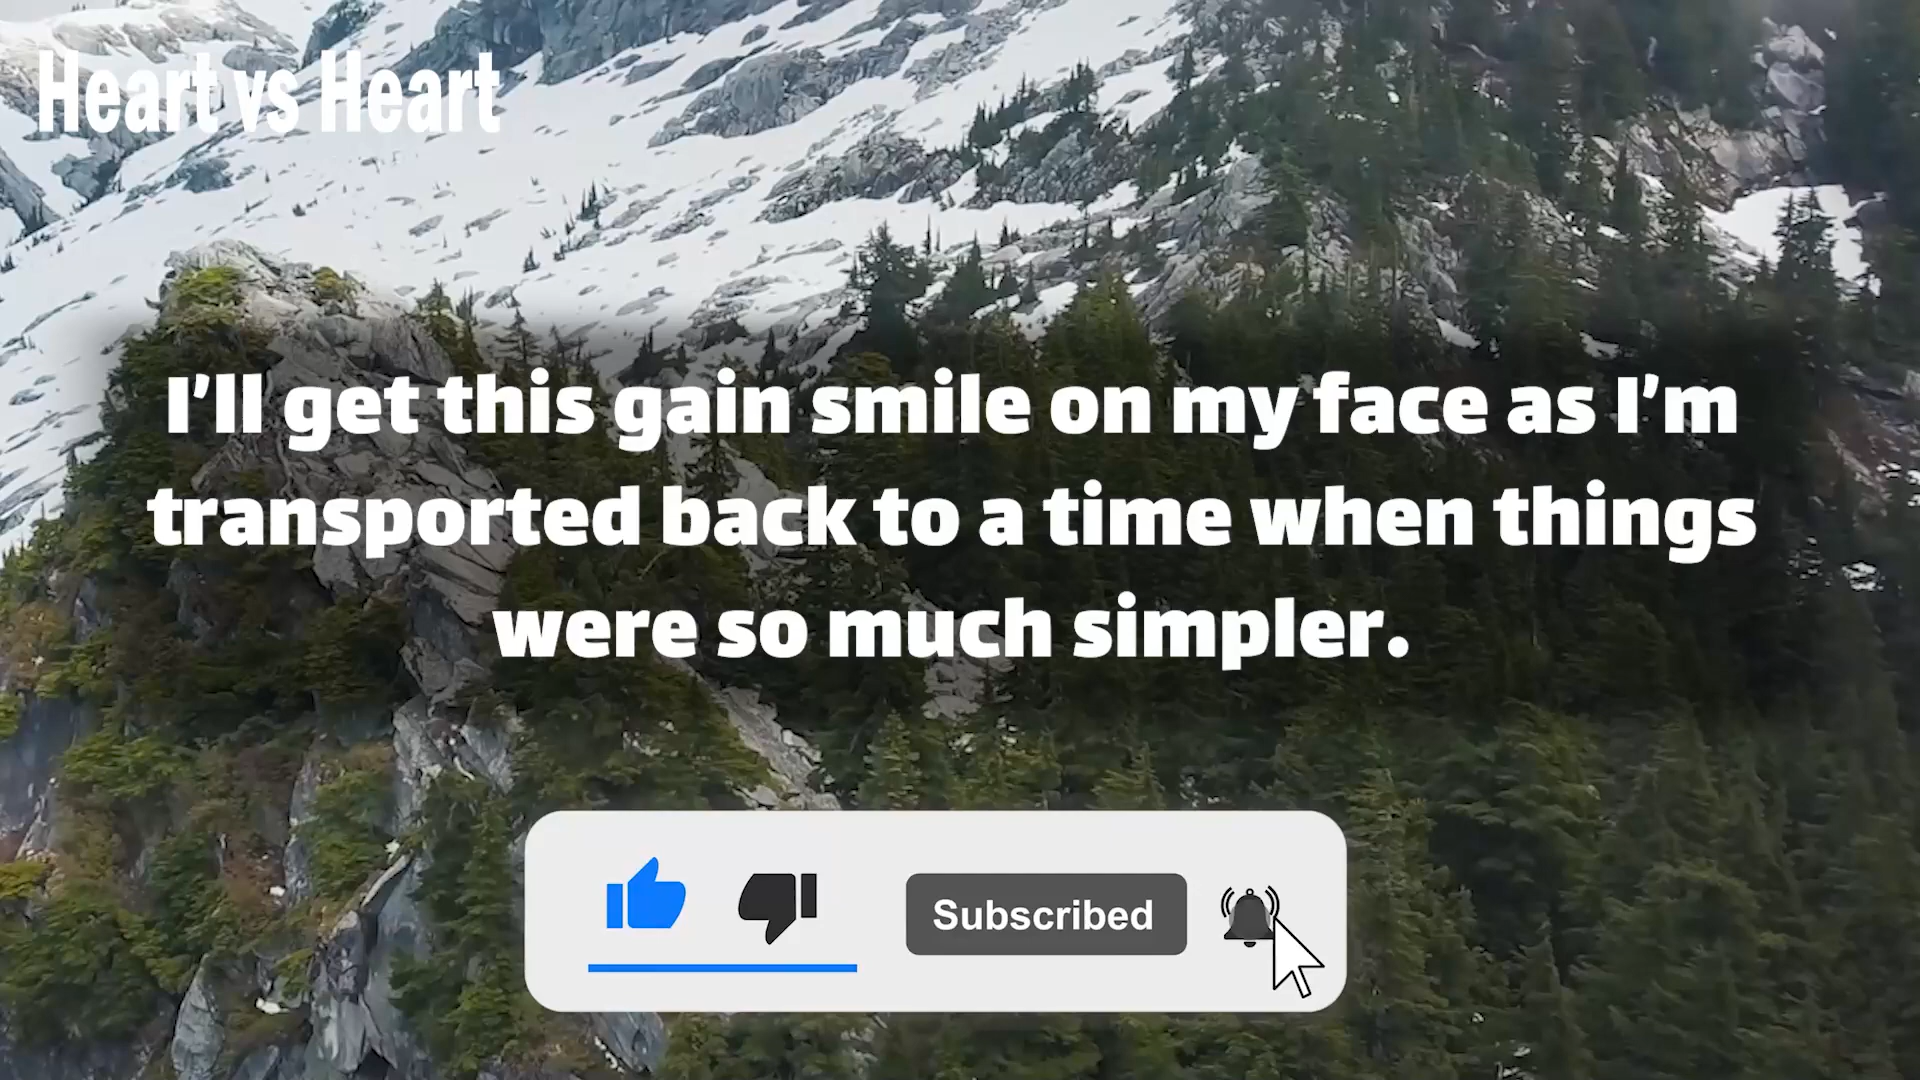 Heart vs Heart
I'll get this gain smile on my face as I'm
transported back to a time when things
were so much simpler.
Subscribed